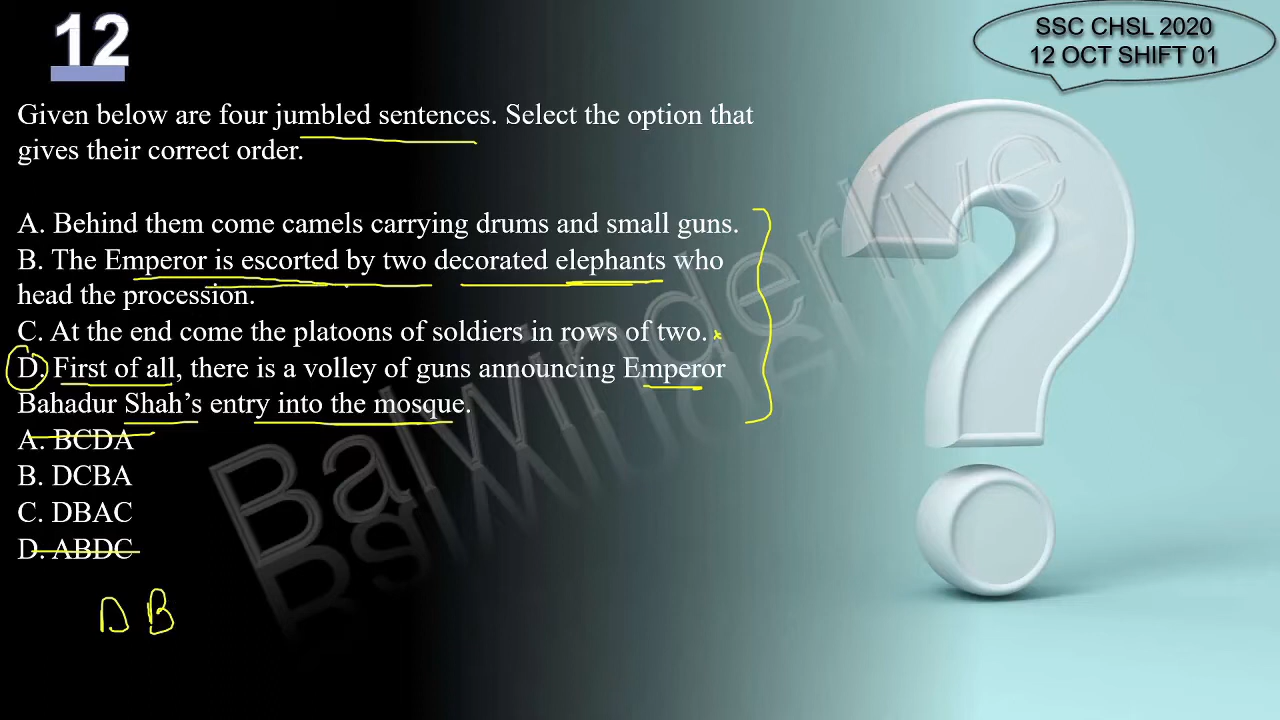 12
SSC CHSL 2020
12 OCT SHIFT 01
Given below are four jumbled sentences. Select the option that
gives their correct order.
A. Behind them come camels carrying drums and small guns.
B. The Emperor is escorted by two decorated elephants who
head the procession.
C. At the end come the platoons of soldiers in rows of two.
D. First of all, there is a volley of guns announcing Emperor
Bahadur Shah’s entry into the mosque.
A. BCDA
B. DCBA
C. DBAC
D. ABDC
D B
Balwinderlive